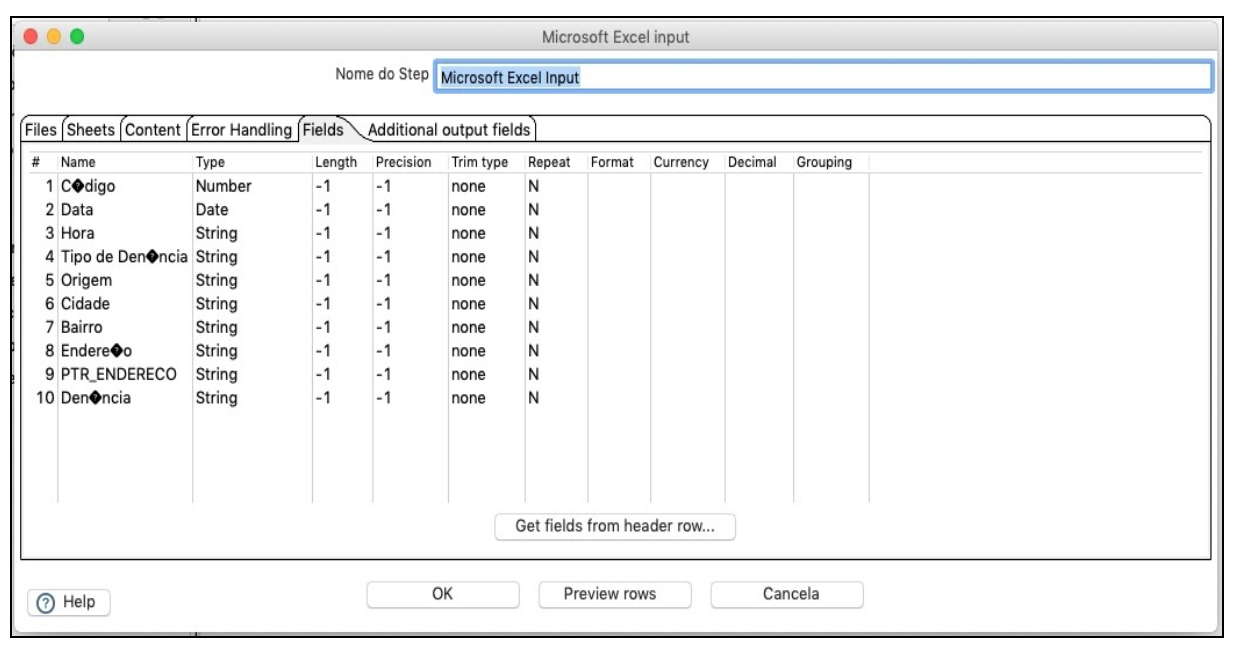 Microsoft Excel input
Nome do Step Microsoft Excel Input
Files Sheets Content Error Handling Fields Additional output fields
# Name Type Length Precision Trim type Repeat Format Currency Decimal Grouping
1 C�digo Number -1 -1 none N
2 Data Date -1 -1 none N
3 Hora String -1 -1 none N
4 Tipo de Den�ncia String -1 -1 none N
5 Origem String -1 -1 none N
6 Cidade String -1 -1 none N
7 Bairro String -1 -1 none N
8 Endere�o String -1 -1 none N
9 PTR_ENDERECO String -1 -1 none N
10 Den�ncia String -1 -1 none N
Get fields from header row...
? Help OK Preview rows Cancela